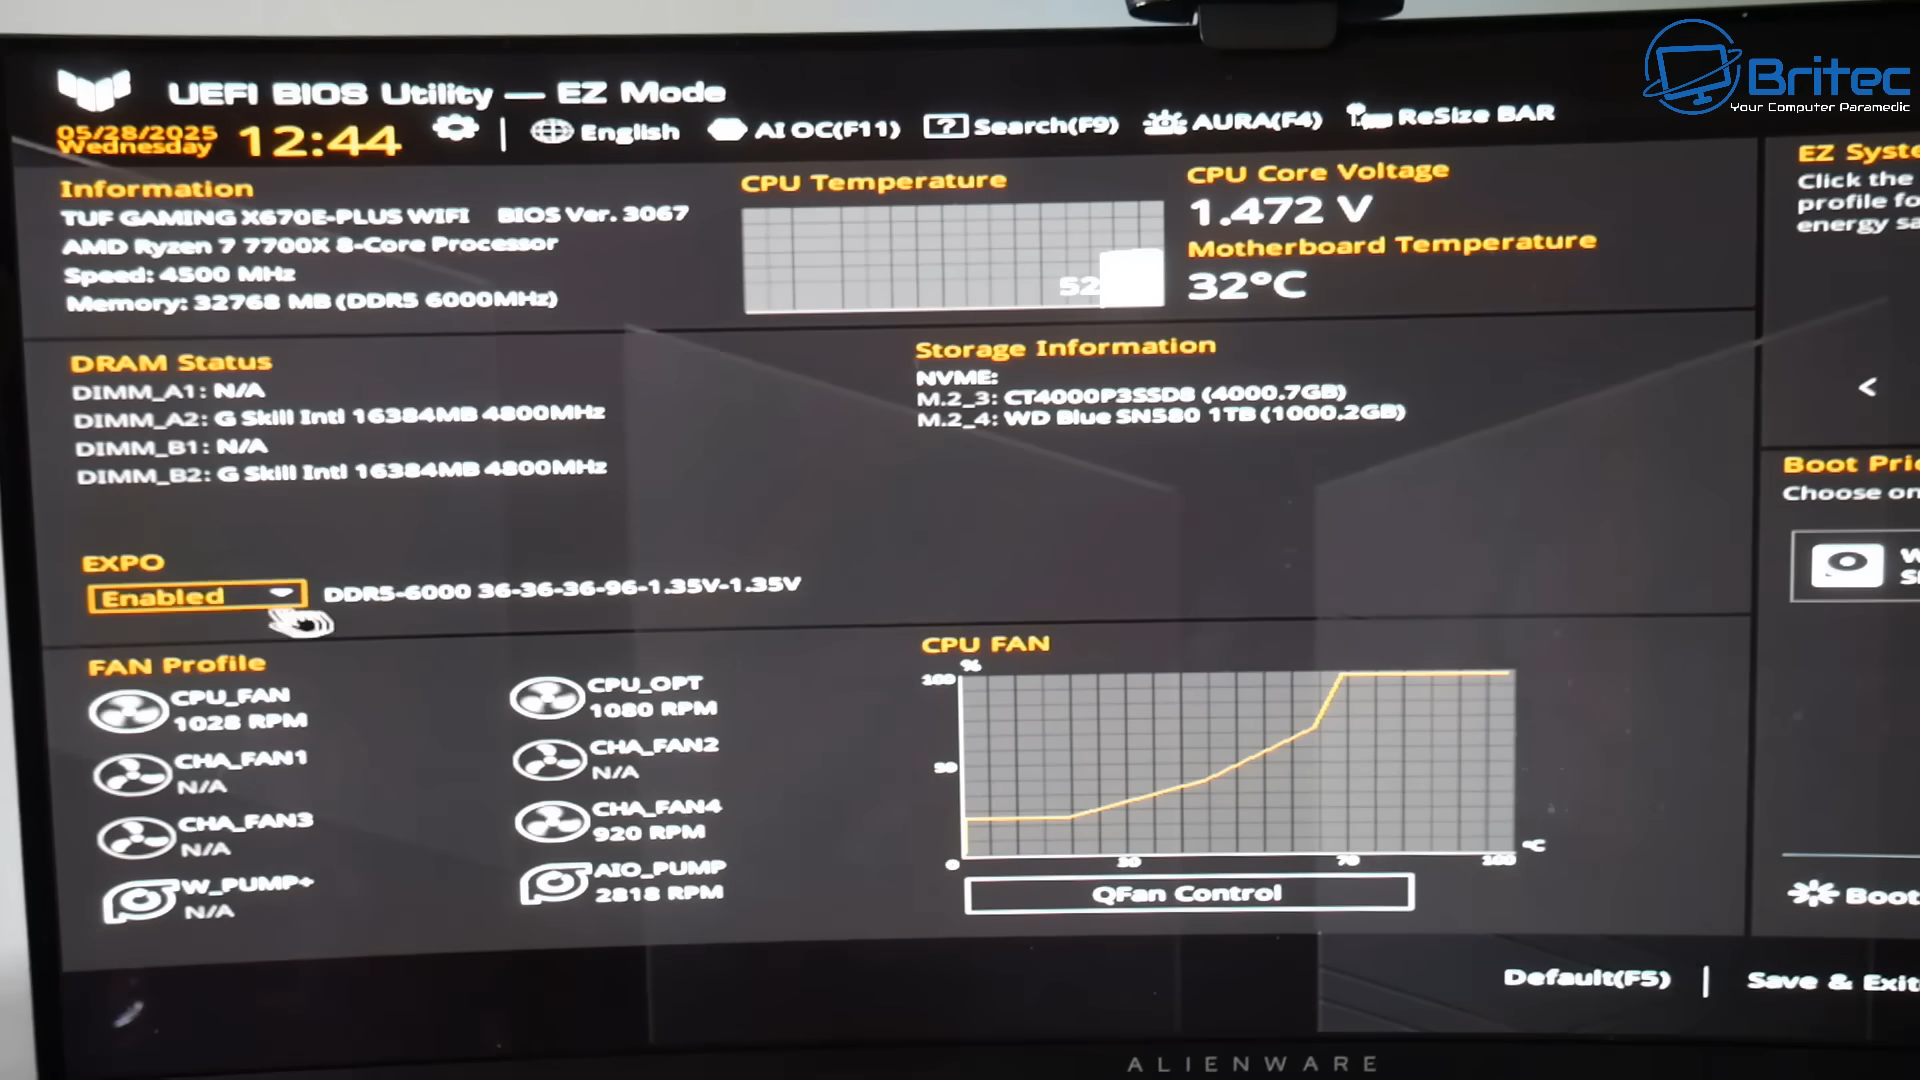 Britec
Your Computer Paramedic
UEFI BIOS Utility — EZ Mode
05/28/2025
Wednesday
12:44
English
AI OC(F11)
Search(F9)
AURA(F4)
ReSize BAR
Information
TUF GAMING X670E-PLUS WIFI BIOS Ver. 3067
AMD Ryzen 7 7700X 8-Core Processor
Speed: 4500 MHz
Memory: 32768 MB (DDR5 6000MHz)
CPU Temperature
52
CPU Core Voltage
1.472 V
Motherboard Temperature
32°C
EZ Syste
Click the
profile fo
energy sa
DRAM Status
DIMM_A1: N/A
DIMM_A2: G Skill Intl 16384MB 4800MHz
DIMM_B1: N/A
DIMM_B2: G Skill Intl 16384MB 4800MHz
Storage Information
NVME:
M.2_3: CT4000P3SSD8 (4000.7GB)
M.2_4: WD Blue SN580 1TB (1000.2GB)
<
Boot Prio
Choose on
EXPO
Enabled
DDR5-6000 36-36-36-96-1.35V-1.35V
FAN Profile
CPU_FAN
1028 RPM
CPU_OPT
1080 RPM
CHA_FAN1
N/A
CHA_FAN2
N/A
CHA_FAN3
N/A
CHA_FAN4
920 RPM
W_PUMP+
N/A
AIO_PUMP
2818 RPM
CPU FAN
%
100
50
0
30
70
100
°C
QFan Control
Boot
Default(F5)
Save & Exit
ALIENWARE